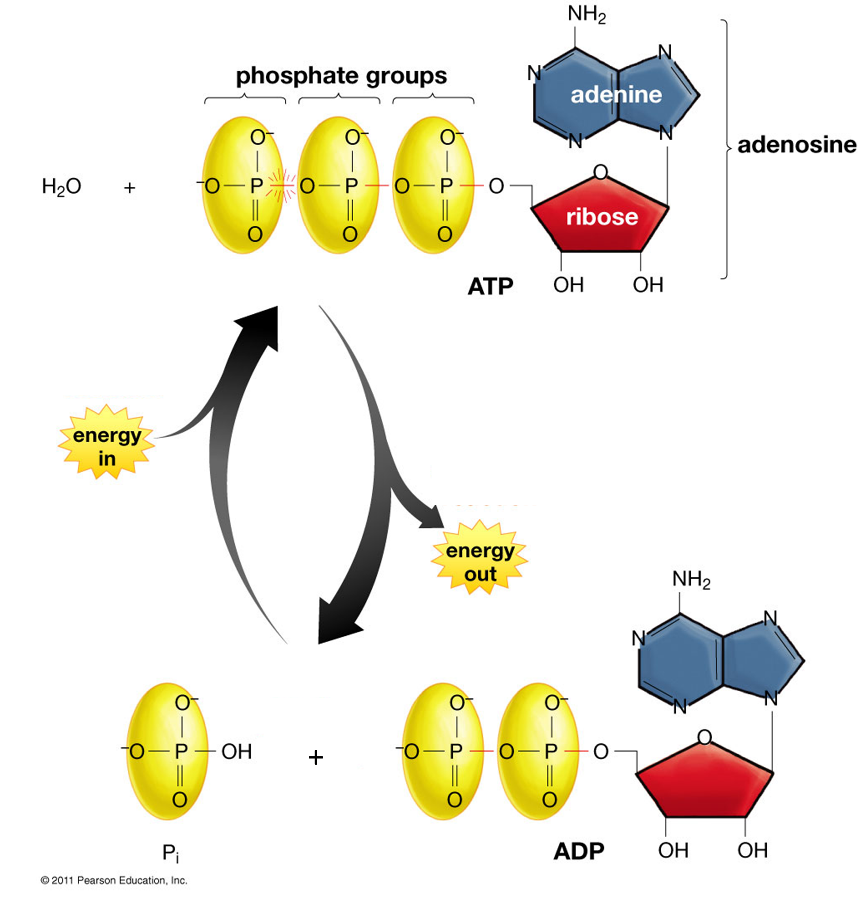 NH₂
phosphate groups
N
N
adenine
N
N
adenosine
O⁻ O⁻ O⁻
H₂O + ⁻O P O P O P O
O O O
O
ribose
ATP
OH OH
energy
in
energy
out
NH₂
N
N
N
N
O⁻ O⁻ O⁻
⁻O P OH + ⁻O P O P O
O O O
O
Pᵢ
ADP
OH OH
© 2011 Pearson Education, Inc.